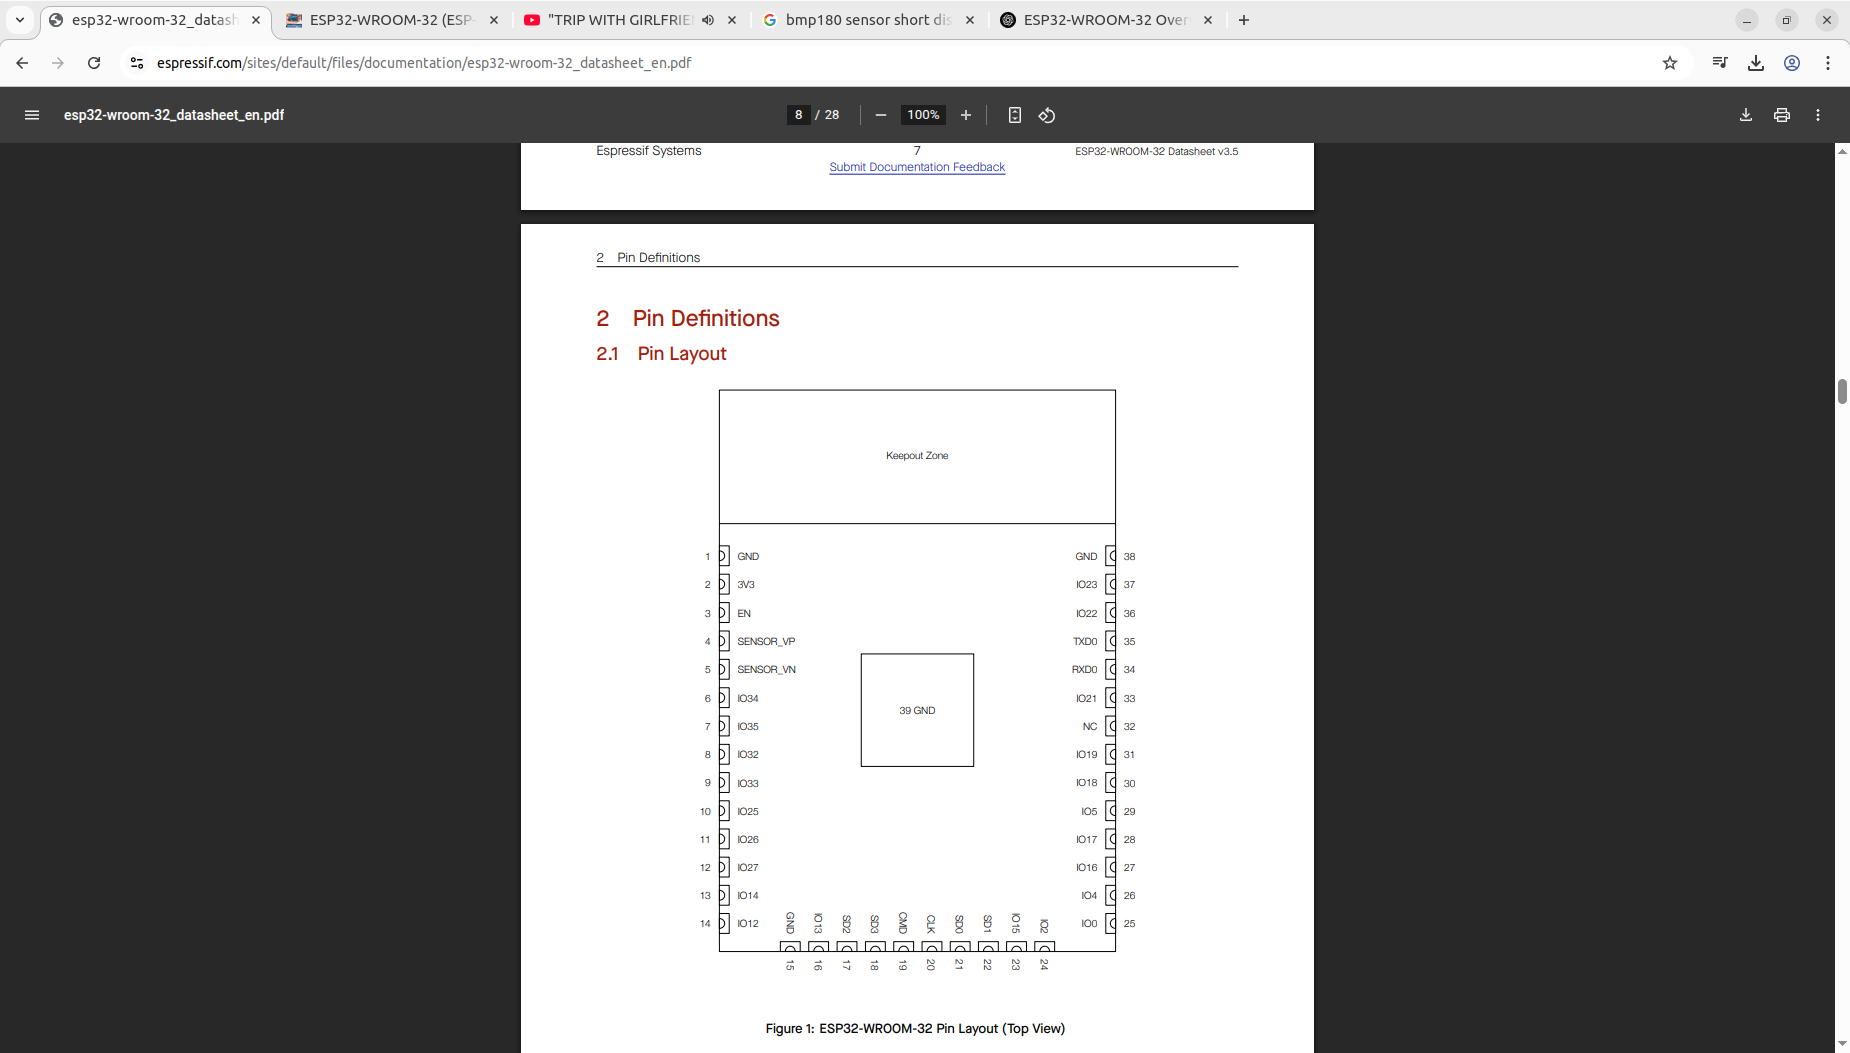 esp32-wroom-32_datash
ESP32-WROOM-32 (ESP-
"TRIP WITH GIRLFRIE
bmp180 sensor short dis
ESP32-WROOM-32 Over
espressif.com/sites/default/files/documentation/esp32-wroom-32_datasheet_en.pdf
esp32-wroom-32_datasheet_en.pdf
8 / 28
100%
Espressif Systems
7
ESP32-WROOM-32 Datasheet v3.5
Submit Documentation Feedback
2 Pin Definitions
2 Pin Definitions
2.1 Pin Layout
Keepout Zone
1 GND GND 38
2 3V3 IO23 37
3 EN IO22 36
4 SENSOR_VP TXD0 35
5 SENSOR_VN RXD0 34
6 IO34 IO21 33
39 GND
7 IO35 NC 32
8 IO32 IO19 31
9 IO33 IO18 30
10 IO25 IO5 29
11 IO26 IO17 28
12 IO27 IO16 27
13 IO14 IO4 26
14 IO12 IO0 25
GND IO13 SD2 SD3 CMD CLK SD0 SD1 IO15 IO2
15 16 17 18 19 20 21 22 23 24
Figure 1: ESP32-WROOM-32 Pin Layout (Top View)